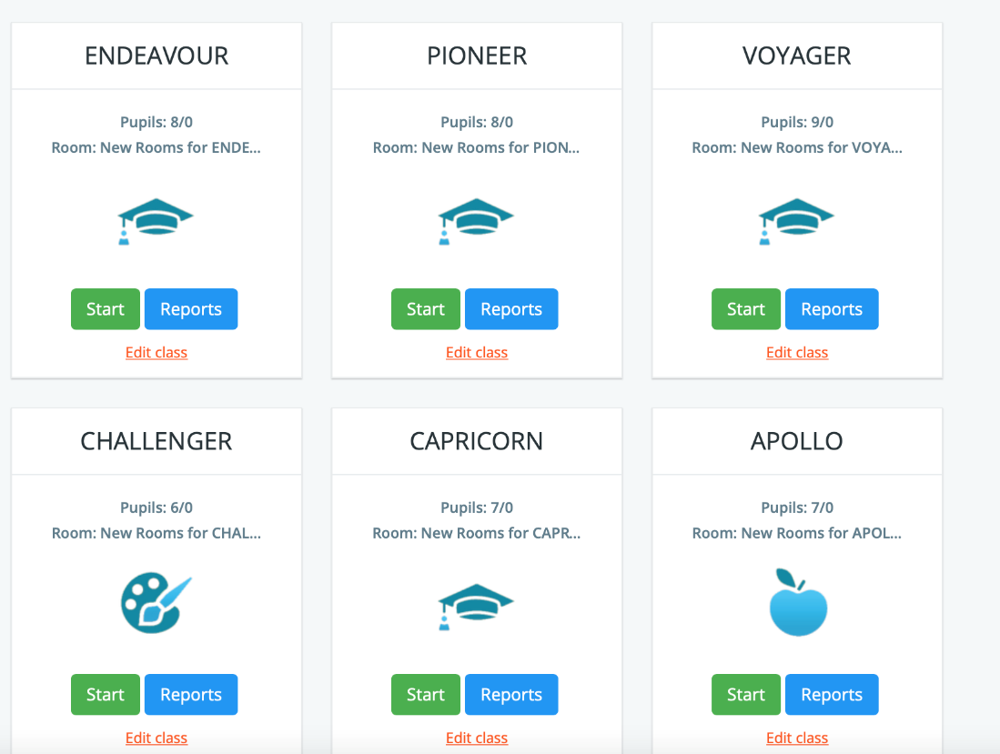 ENDEAVOUR
Pupils: 8/0
Room: New Rooms for ENDE...
Start Reports
Edit class
PIONEER
Pupils: 8/0
Room: New Rooms for PION...
Start Reports
Edit class
VOYAGER
Pupils: 9/0
Room: New Rooms for VOYA...
Start Reports
Edit class
CHALLENGER
Pupils: 6/0
Room: New Rooms for CHAL...
Start Reports
Edit class
CAPRICORN
Pupils: 7/0
Room: New Rooms for CAPR...
Start Reports
Edit class
APOLLO
Pupils: 7/0
Room: New Rooms for APOL...
Start Reports
Edit class